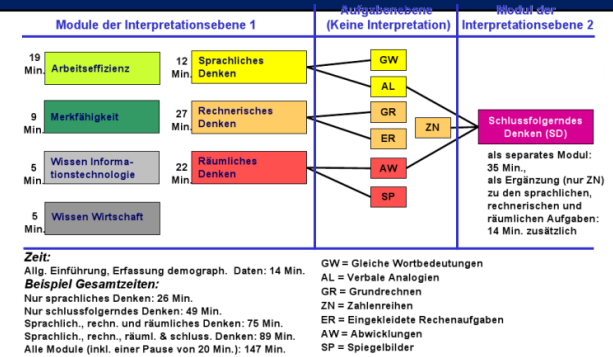 Module der Interpretationsebene 1
Aufgabenebene
(Keine Interpretation)
Modul der
Interpretationsebene 2
19
Min.
Arbeitseffizienz
12
Min.
Sprachliches
Denken
GW
AL
9
Min.
Merkfähigkeit
27
Min.
Rechnerisches
Denken
GR
ER
ZN
Schlussfolgerndes
Denken (SD)
5
Min.
Wissen Informa-
tionstechnologie
22
Min.
Räumliches
Denken
AW
SP
als separates Modul:
35 Min.,
als Ergänzung (nur ZN)
zu den sprachlichen,
rechnerischen und
räumlichen Aufgaben:
14 Min. zusätzlich
5
Min.
Wissen Wirtschaft
Zeit:
Allg. Einführung, Erfassung demograph. Daten: 14 Min.
Beispiel Gesamtzeiten:
Nur sprachliches Denken: 26 Min.
Nur schlussfolgerndes Denken: 49 Min.
Sprachlich., rechn. und räumliches Denken: 75 Min.
Sprachlich., rechn., räuml. & schluss. Denken: 89 Min.
Alle Module (inkl. einer Pause von 20 Min.): 147 Min.
GW = Gleiche Wortbedeutungen
AL = Verbale Analogien
GR = Grundrechnen
ZN = Zahlenreihen
ER = Eingekleidete Rechenaufgaben
AW = Abwicklungen
SP = Spiegelbilder